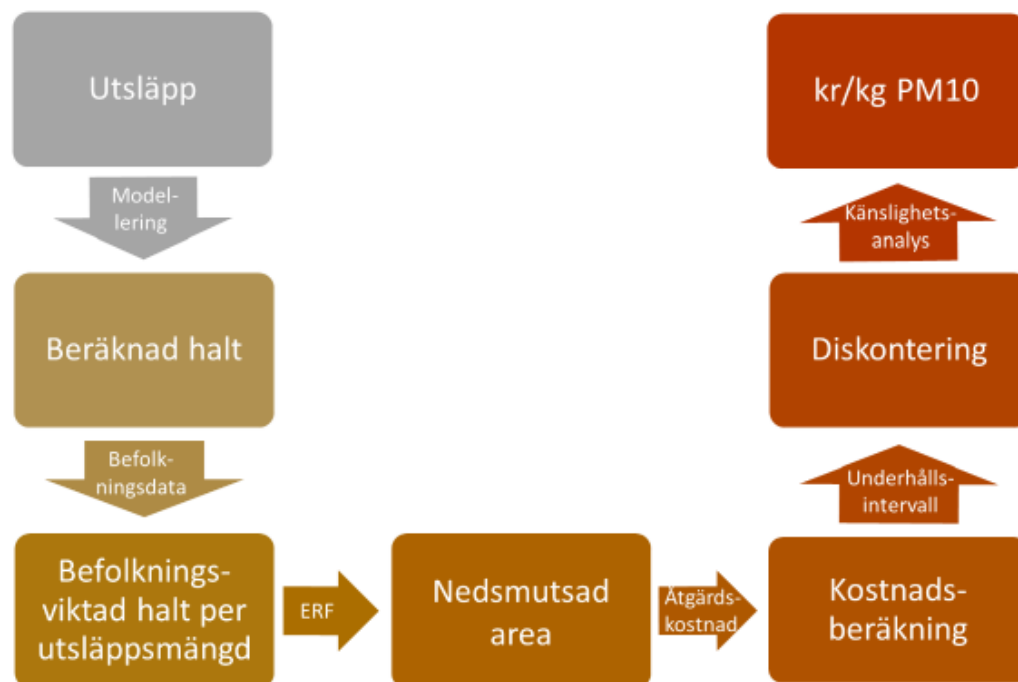 Utsläpp
Model-
lering
Beräknad halt
Befolk-
ningsdata
Befolknings-
viktad halt per
utsläppsmängd
ERF
Nedsmutsad
area
Åtgärds-
kostnad
Kostnads-
beräkning
Underhålls-
intervall
Diskontering
Känslighets-
analys
kr/kg PM10